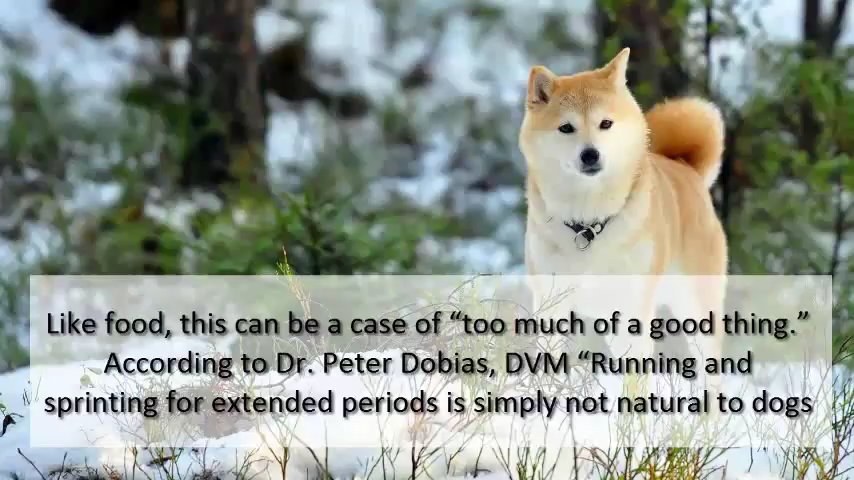 Like food, this can be a case of “too much of a good thing.”
According to Dr. Peter Dobias, DVM “Running and
sprinting for extended periods is simply not natural to dogs